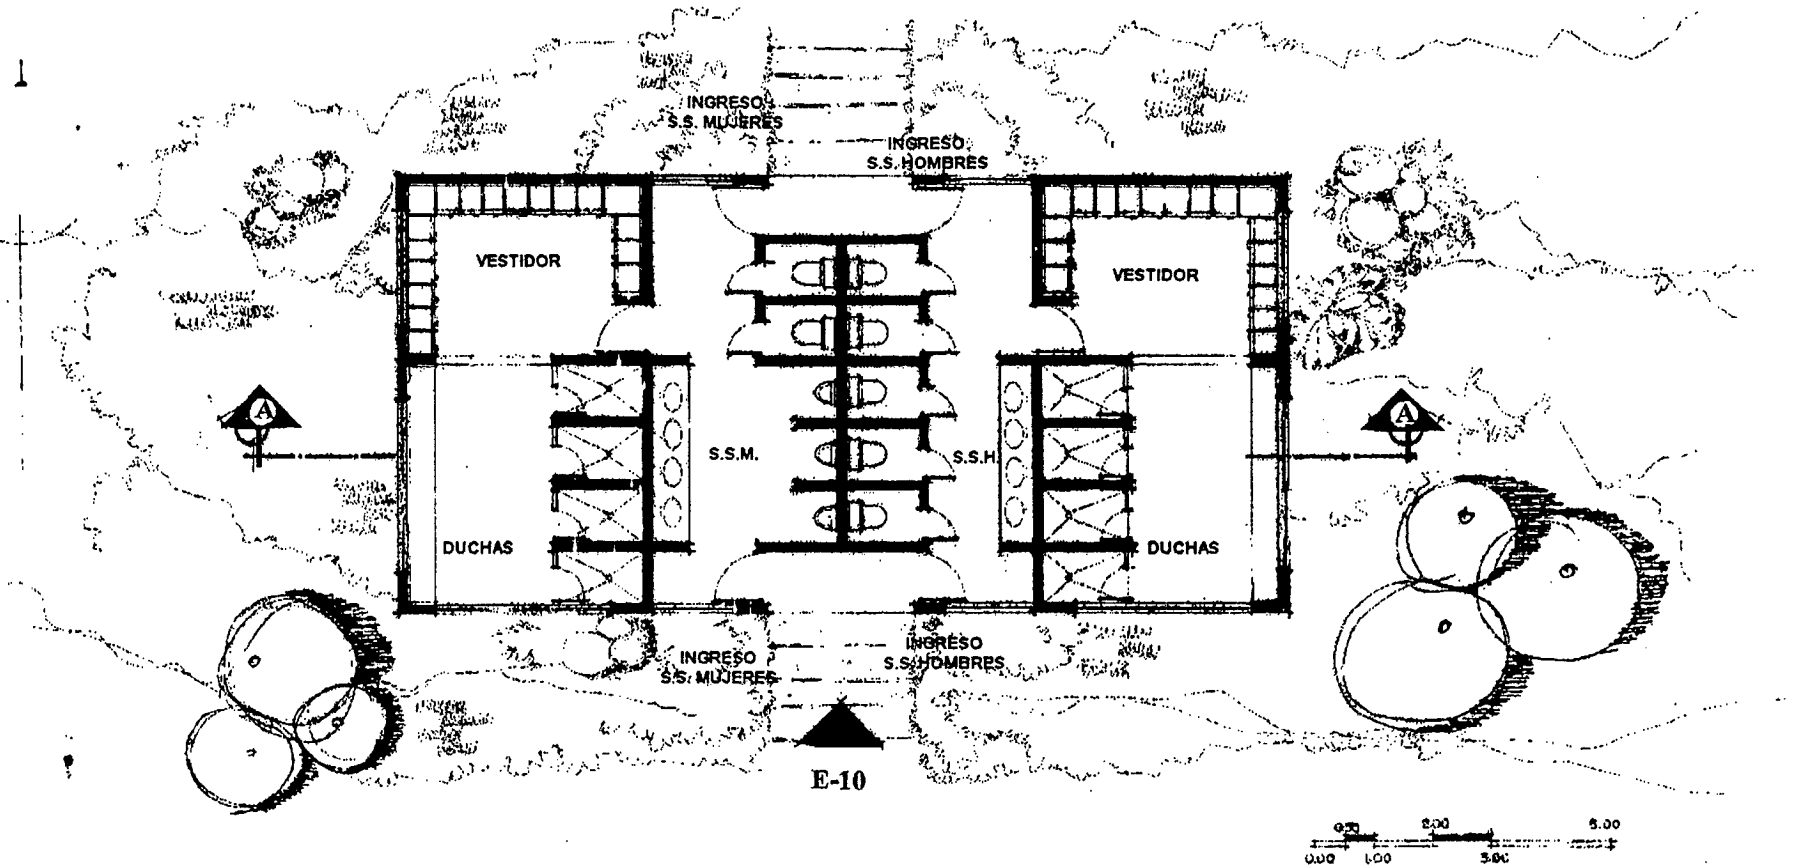 INGRESO
S.S. MUJERES
INGRESO
S.S. HOMBRES
VESTIDOR
VESTIDOR
A
A
S.S.M.
S.S.H.
DUCHAS
DUCHAS
INGRESO
S.S. MUJERES
INGRESO
S.S. HOMBRES
E-10
0.50 2.00 5.00
0.00 1.00 3.00